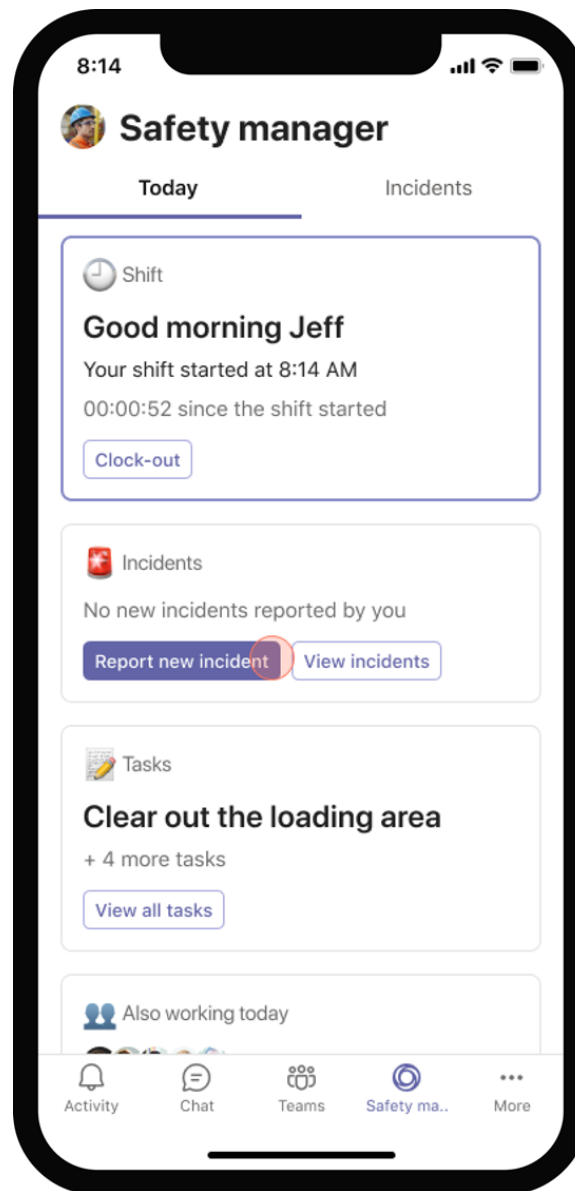 8:14
Safety manager
Today Incidents
Shift
Good morning Jeff
Your shift started at 8:14 AM
00:00:52 since the shift started
Clock-out
Incidents
No new incidents reported by you
Report new incident View incidents
Tasks
Clear out the loading area
+ 4 more tasks
View all tasks
Also working today
Activity Chat Teams Safety ma.. More